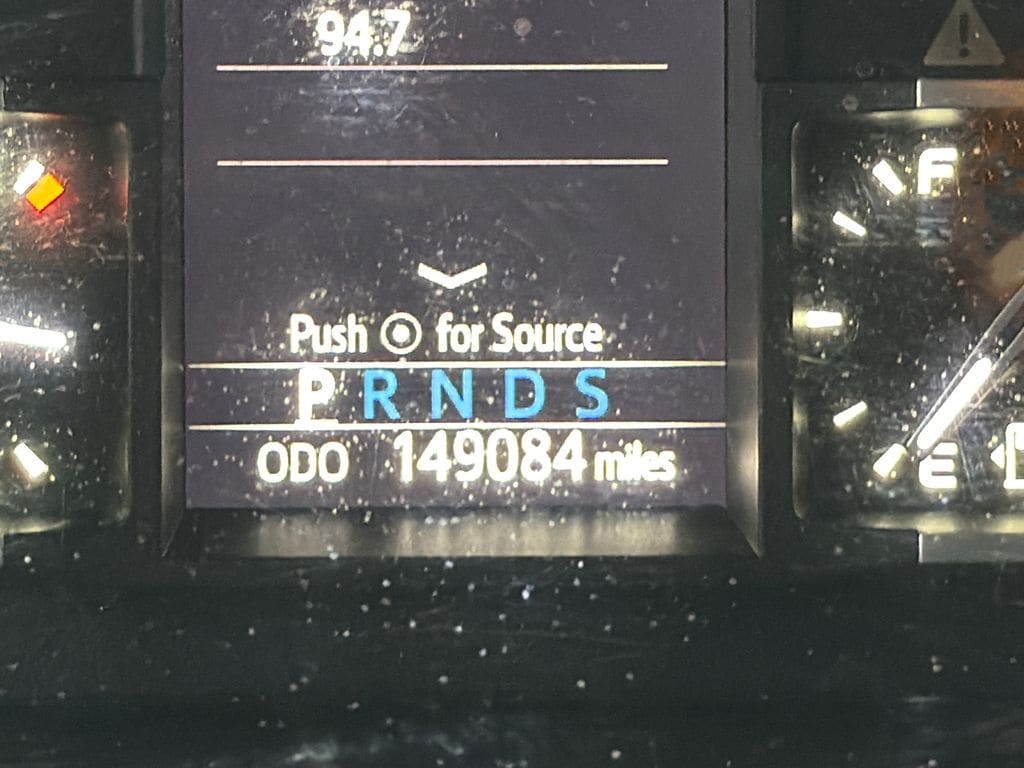 94.7
F
Push for Source
P R N D S
ODO 149084 miles
E